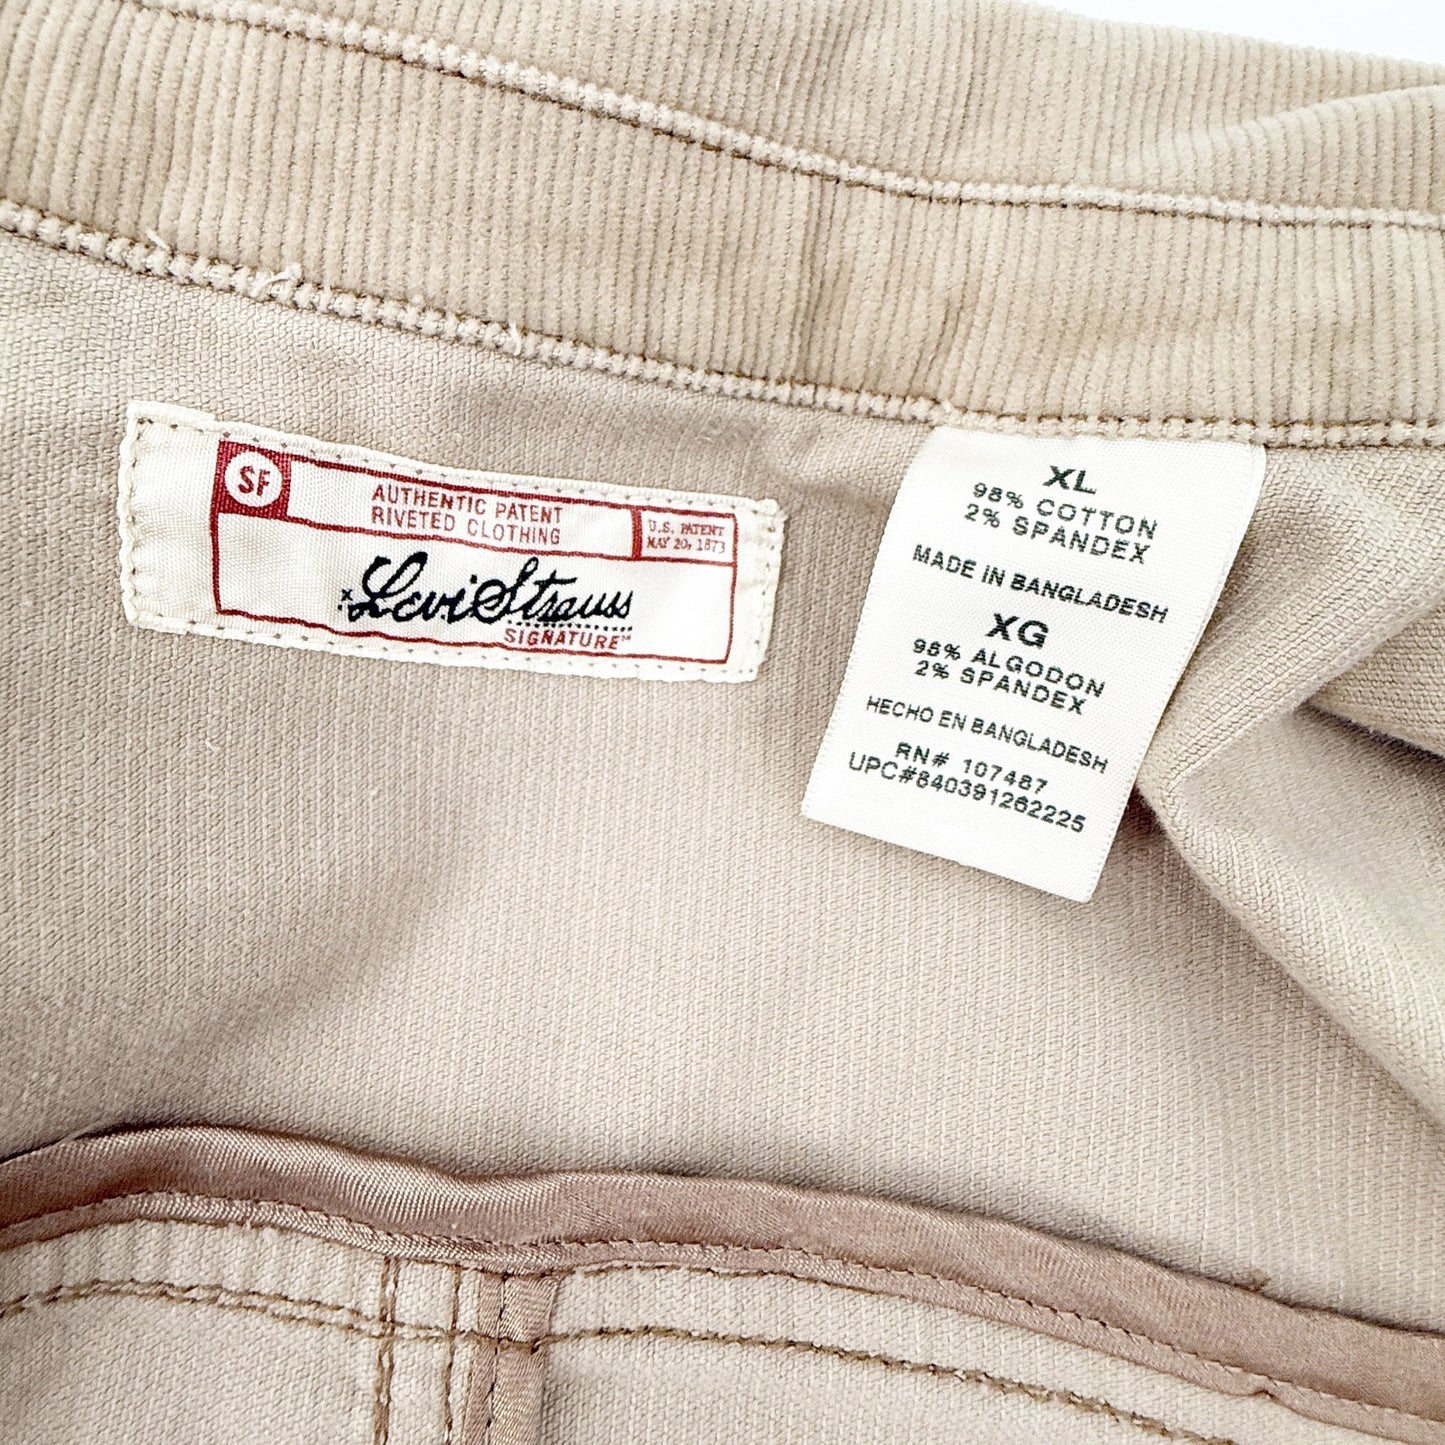 SF
AUTHENTIC PATENT
RIVETED CLOTHING
U.S. PATENT
MAY 20, 1873
Levi Strauss
SIGNATURE™
XL
98% COTTON
2% SPANDEX
MADE IN BANGLADESH
XG
98% ALGODON
2% SPANDEX
HECHO EN BANGLADESH
RN# 107487
UPC#840391262225